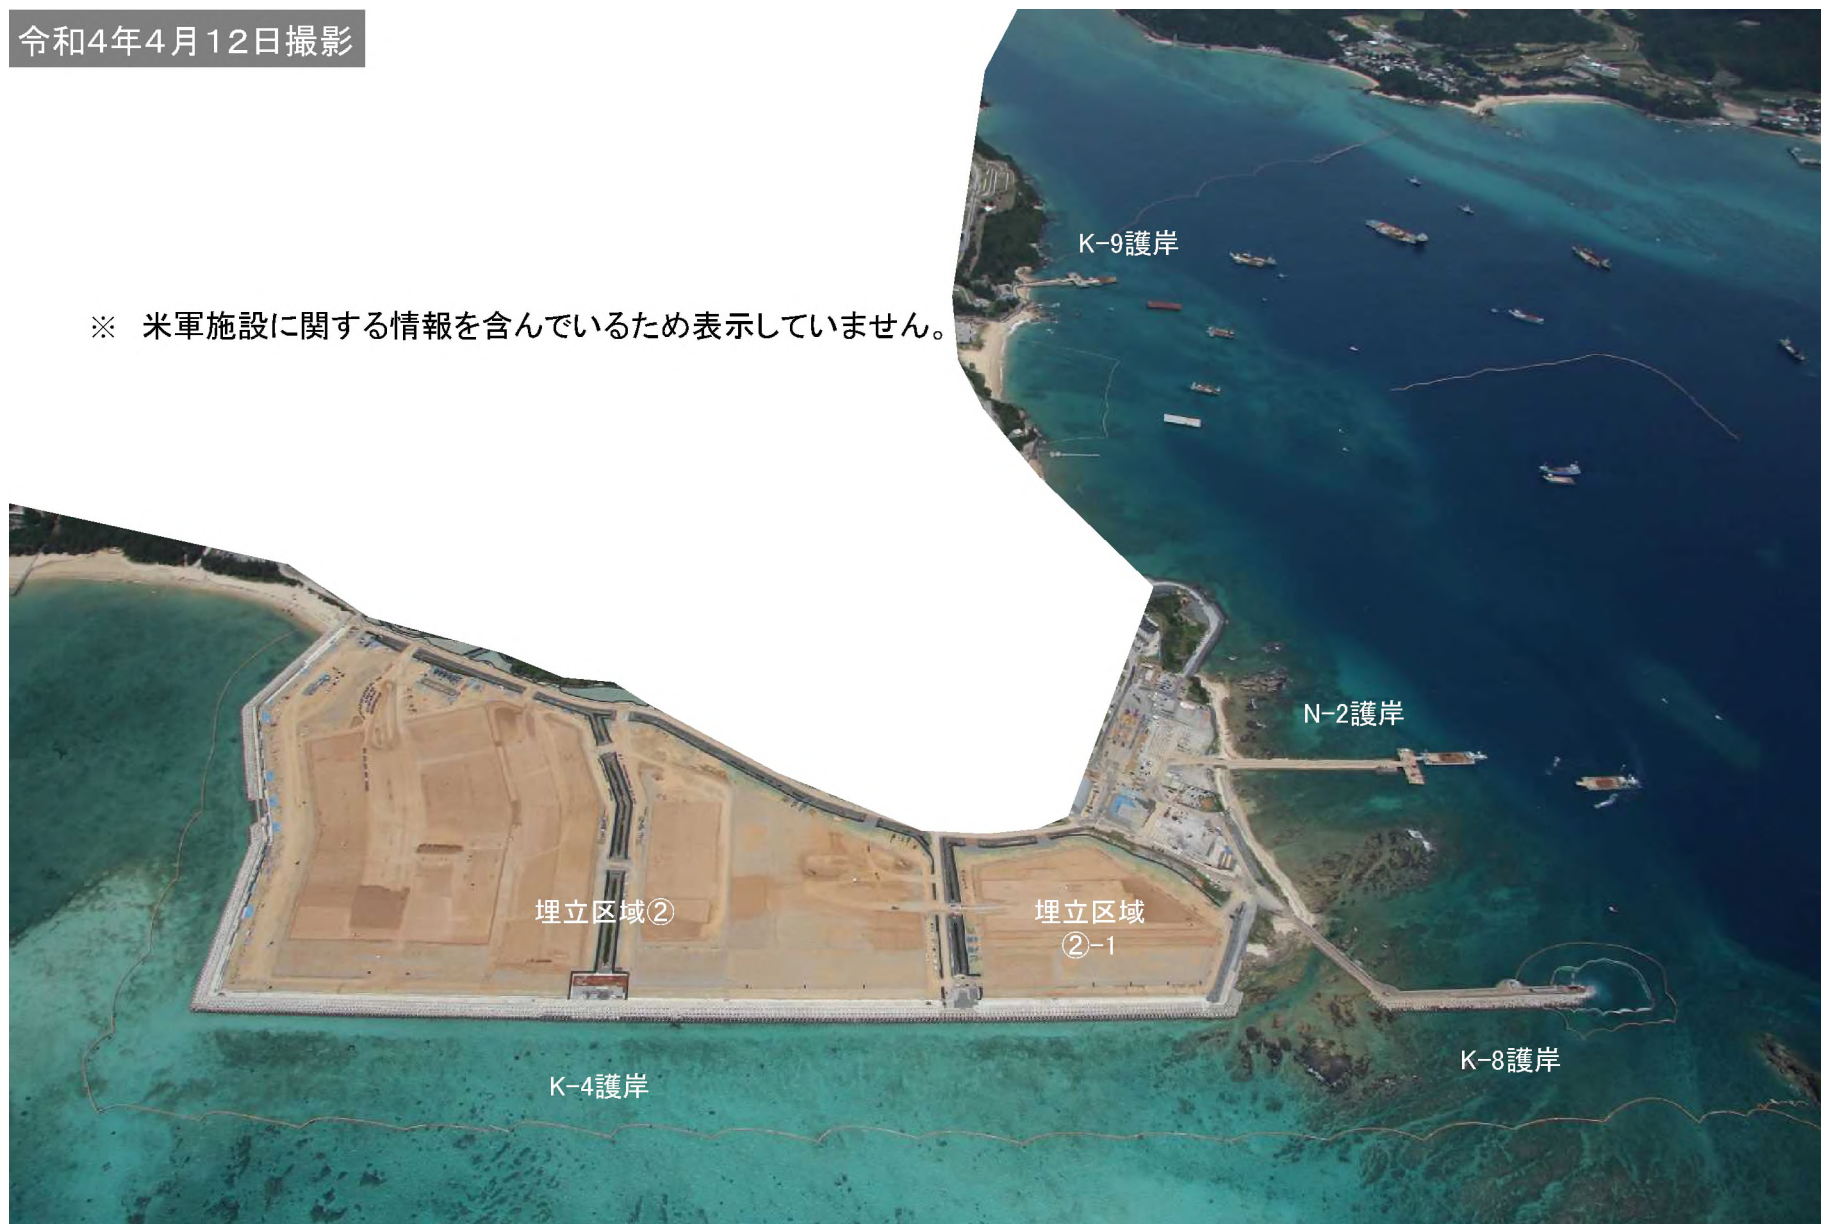 令和４年４月１２日撮影
K-9護岸
※　米軍施設に関する情報を含んでいるため表示していません。
N-2護岸
埋立区域②
埋立区域
②-1
K-8護岸
K-4護岸